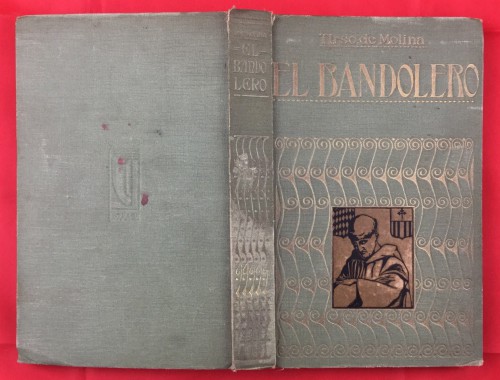 EL
BANDO
LERO
Tirso de Molina
EL BANDOLERO